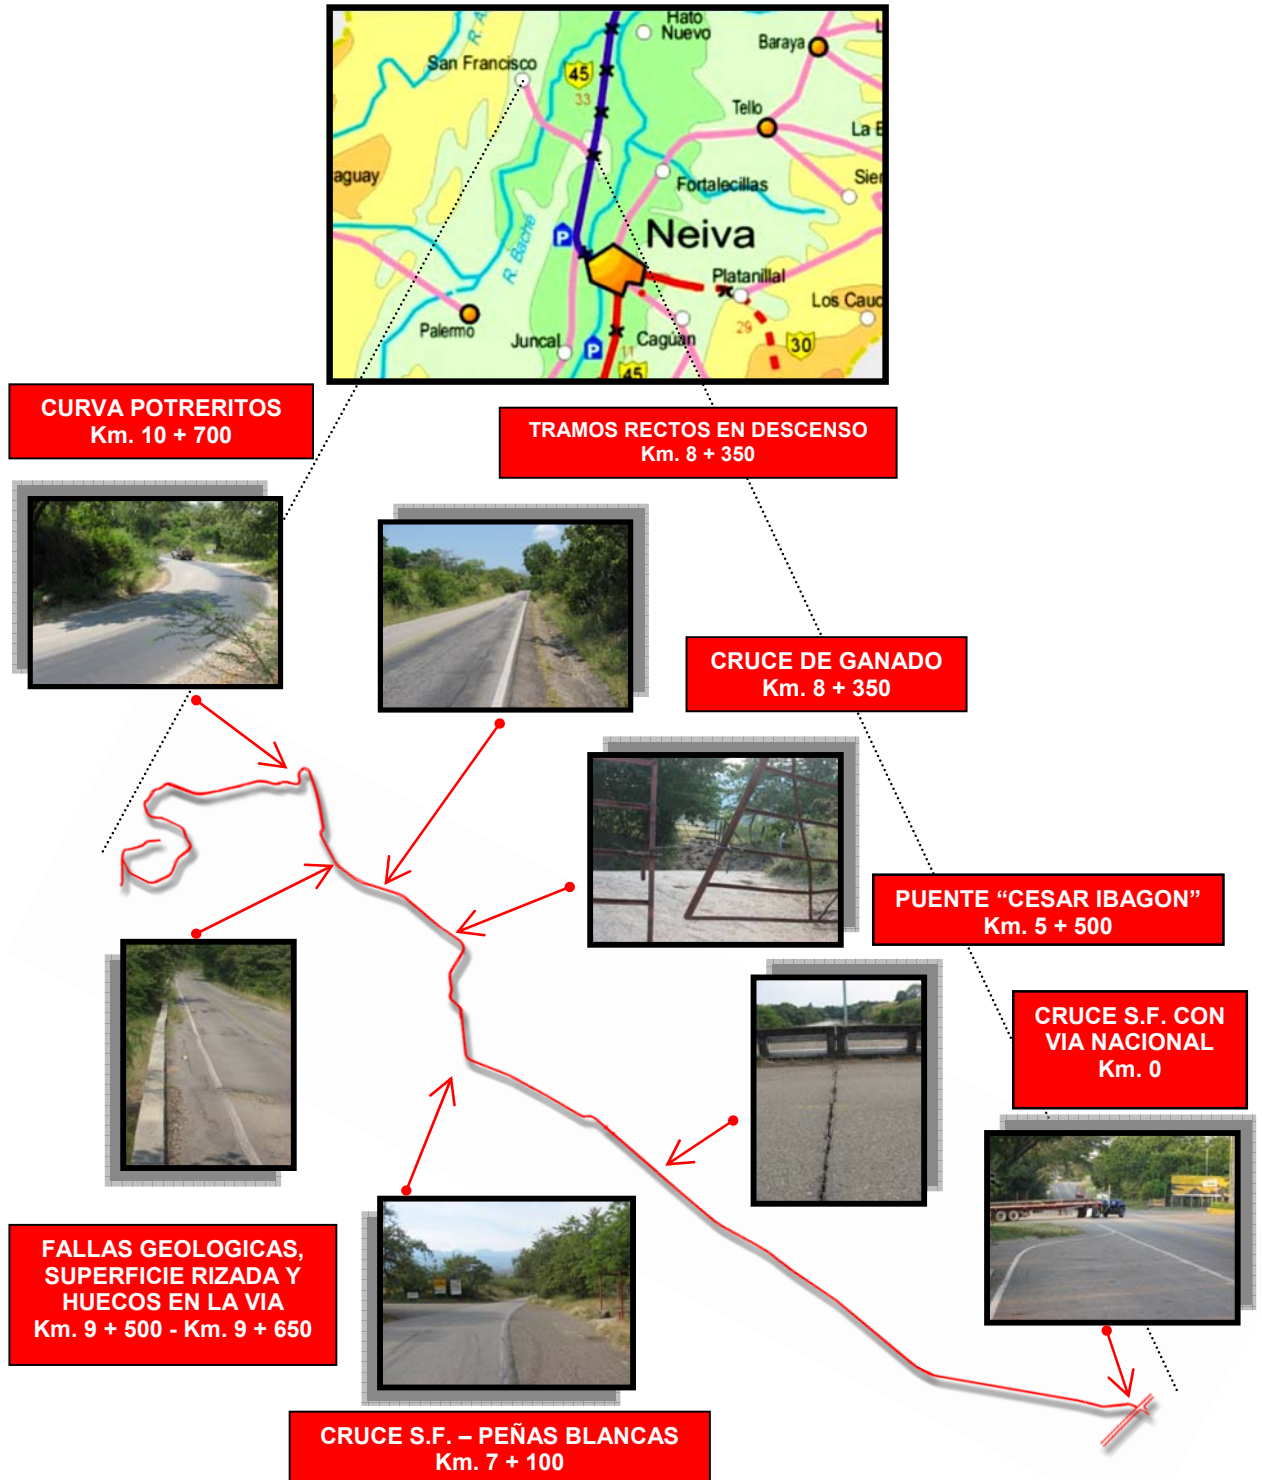 Hato
Nuevo
Baraya
San Francisco
45
33
Tello
La
aguay
Fortalecillas
Sier
R. Baché
P
Neiva
Platanillal
Los Cauc
Palermo
Juncal
P
Cagüan
29
30
11
45
CURVA POTRERITOS
Km. 10 + 700
TRAMOS RECTOS EN DESCENSO
Km. 8 + 350
CRUCE DE GANADO
Km. 8 + 350
PUENTE “CESAR IBAGON”
Km. 5 + 500
CRUCE S.F. CON
VIA NACIONAL
Km. 0
FALLAS GEOLOGICAS,
SUPERFICIE RIZADA Y
HUECOS EN LA VIA
Km. 9 + 500 - Km. 9 + 650
CRUCE S.F. – PEÑAS BLANCAS
Km. 7 + 100